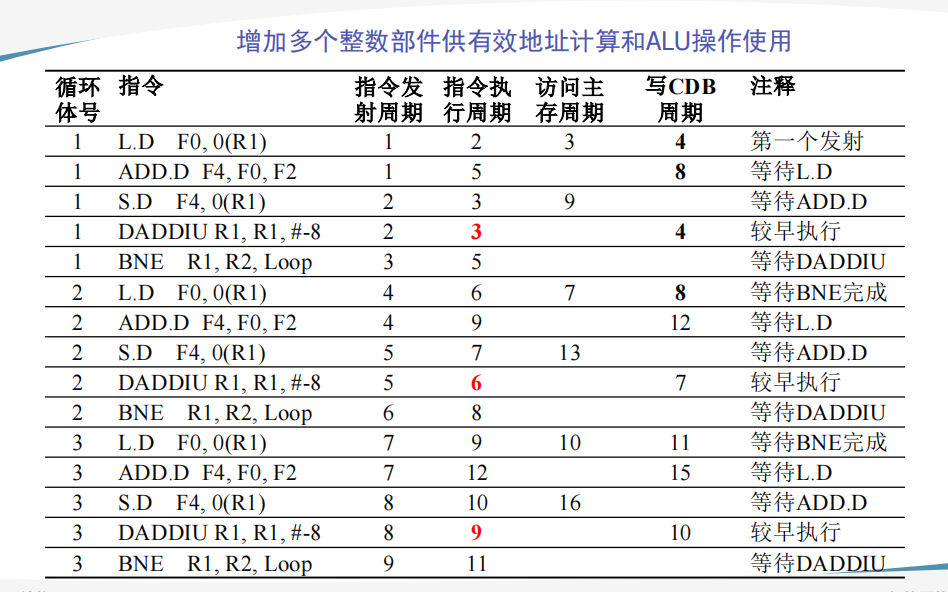 增加多个整数部件供有效地址计算和ALU操作使用
循环体号 指令 指令发射周期 指令执行周期 访问主存周期 写CDB周期 注释
1 L.D F0, 0(R1) 1 2 3 4 第一个发射
1 ADD.D F4, F0, F2 1 5 8 等待L.D
1 S.D F4, 0(R1) 2 3 9 等待ADD.D
1 DADDIU R1, R1, #-8 2 3 4 较早执行
1 BNE R1, R2, Loop 3 5 等待DADDIU
2 L.D F0, 0(R1) 4 6 7 8 等待BNE完成
2 ADD.D F4, F0, F2 4 9 12 等待L.D
2 S.D F4, 0(R1) 5 7 13 等待ADD.D
2 DADDIU R1, R1, #-8 5 6 7 较早执行
2 BNE R1, R2, Loop 6 8 等待DADDIU
3 L.D F0, 0(R1) 7 9 10 11 等待BNE完成
3 ADD.D F4, F0, F2 7 12 15 等待L.D
3 S.D F4, 0(R1) 8 10 16 等待ADD.D
3 DADDIU R1, R1, #-8 8 9 10 较早执行
3 BNE R1, R2, Loop 9 11 等待DADDIU